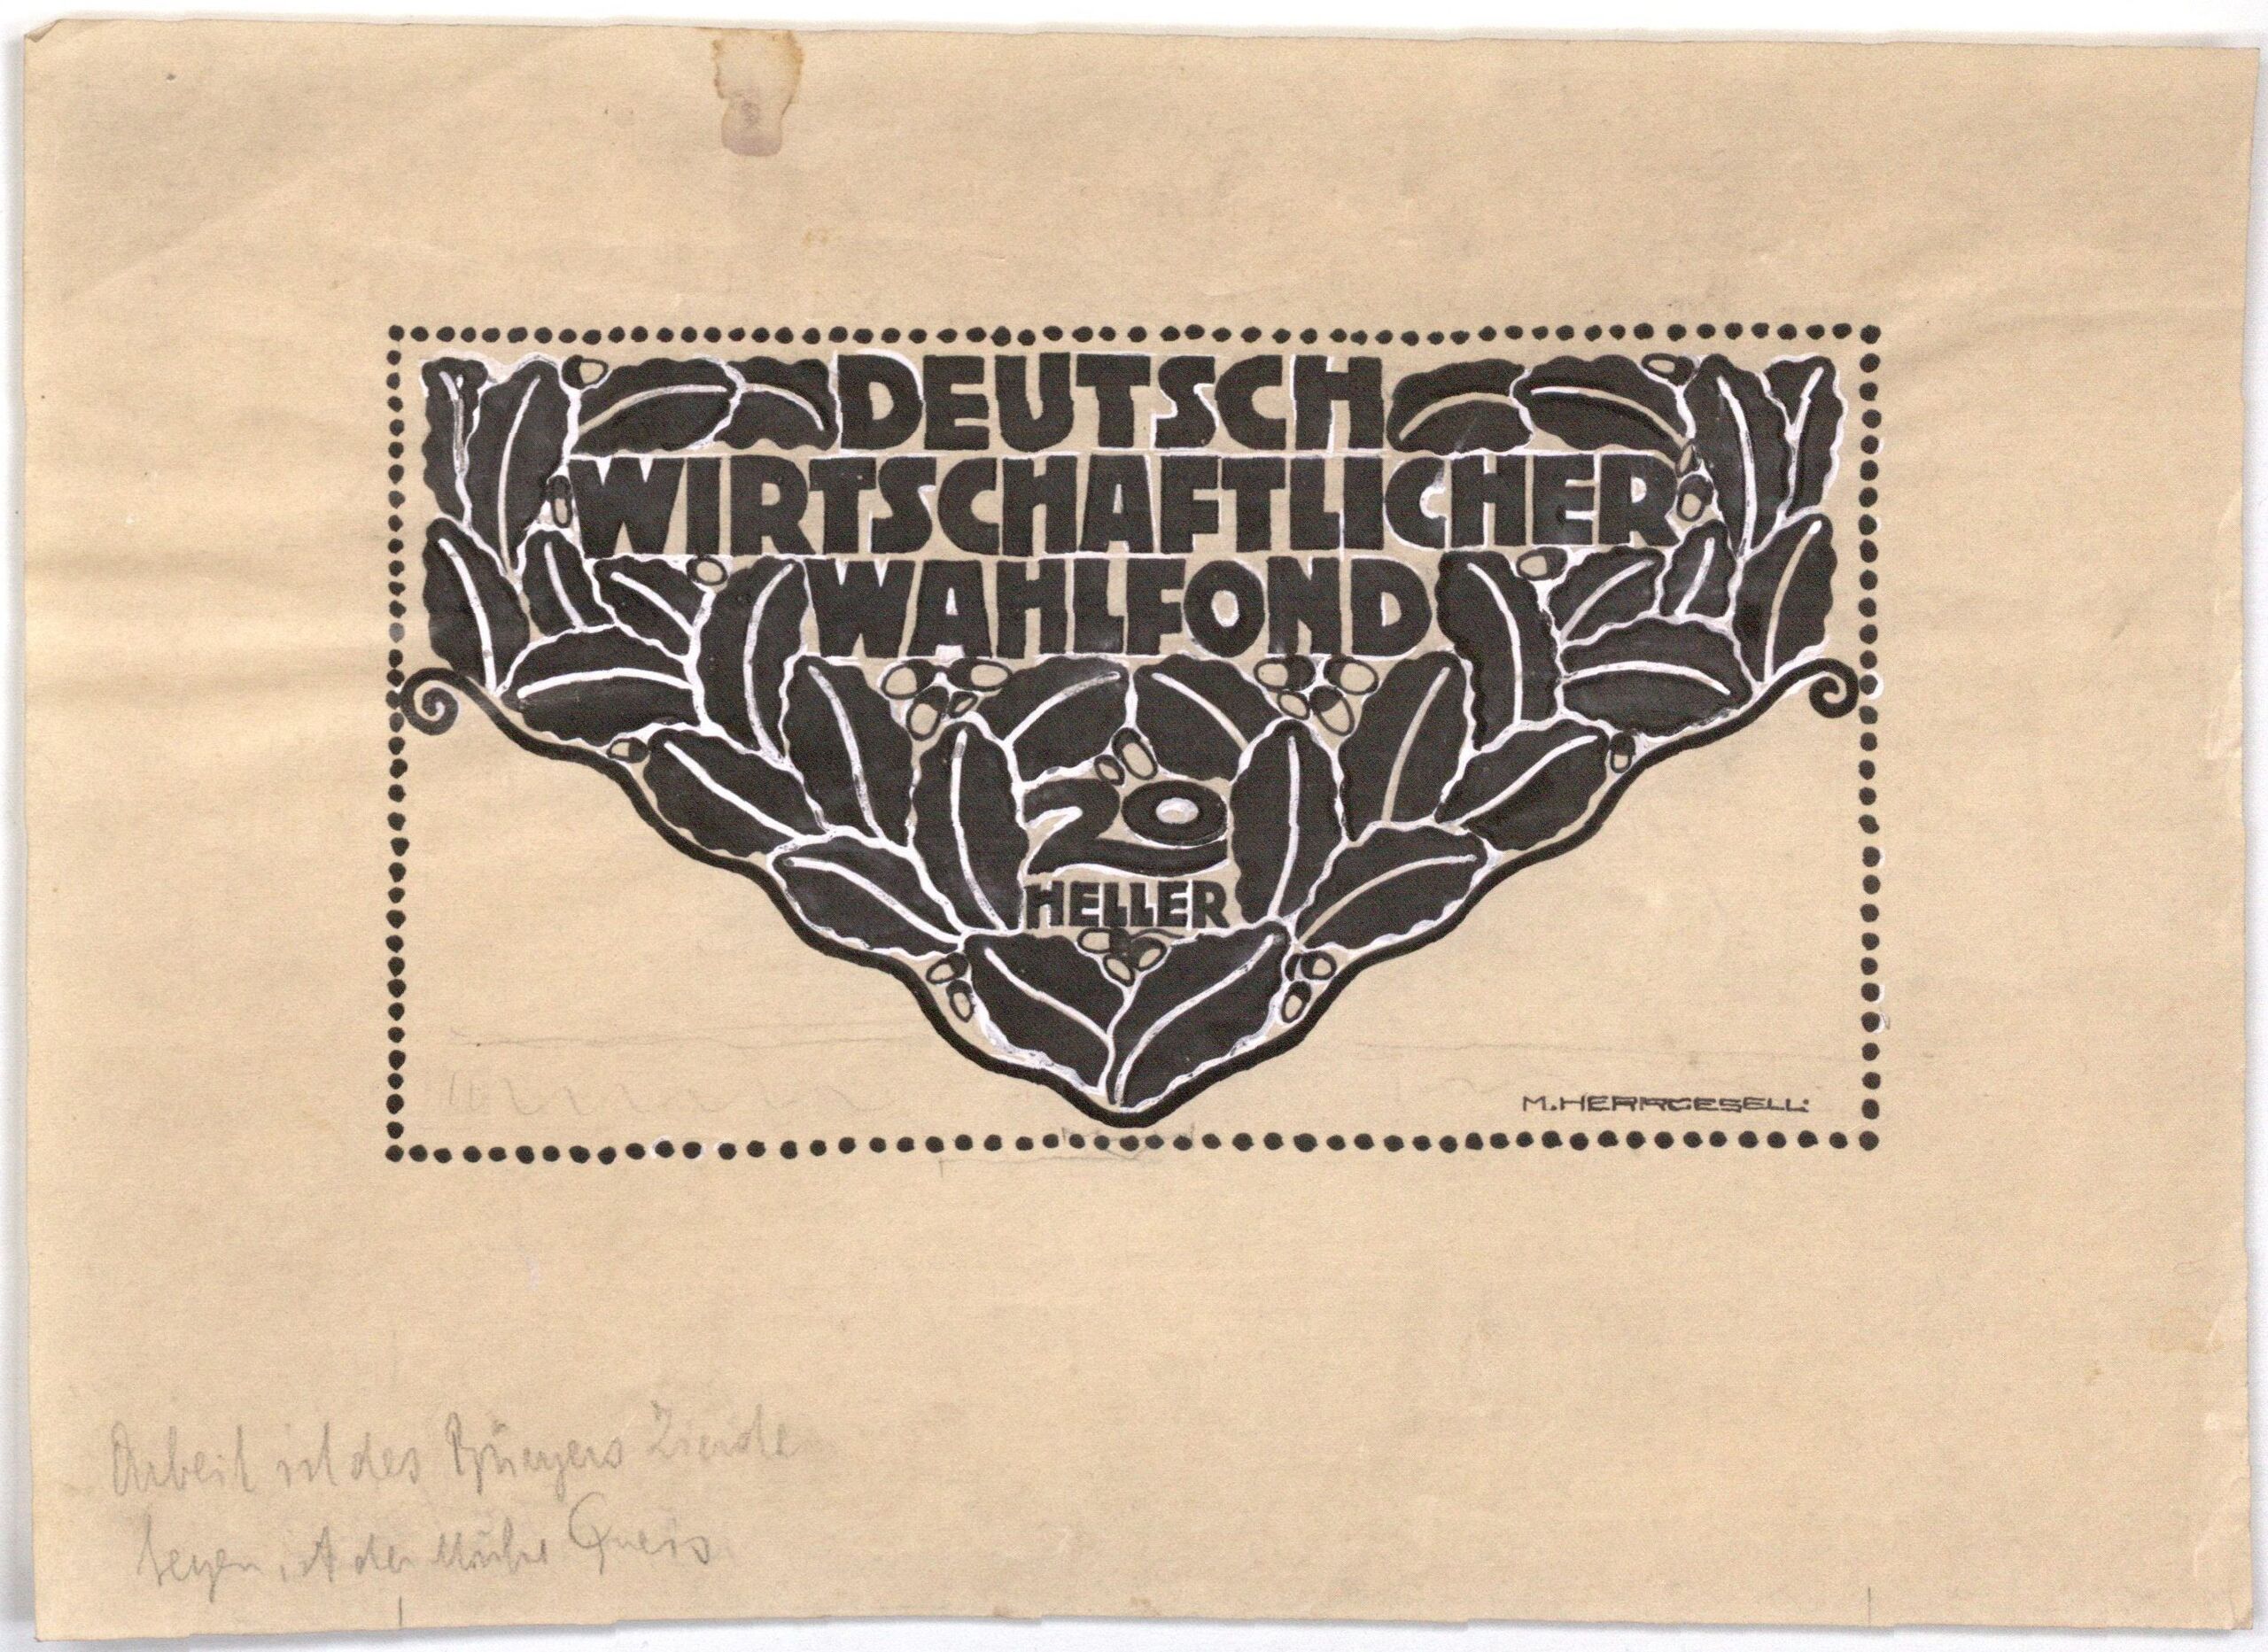 DEUTSCH
WIRTSCHAFTLICHER
WAHLFOND
20
HELLER
M. HERRGESELL
Arbeit ist des Bürgers Zierde
Segen ist der Mühe Preis